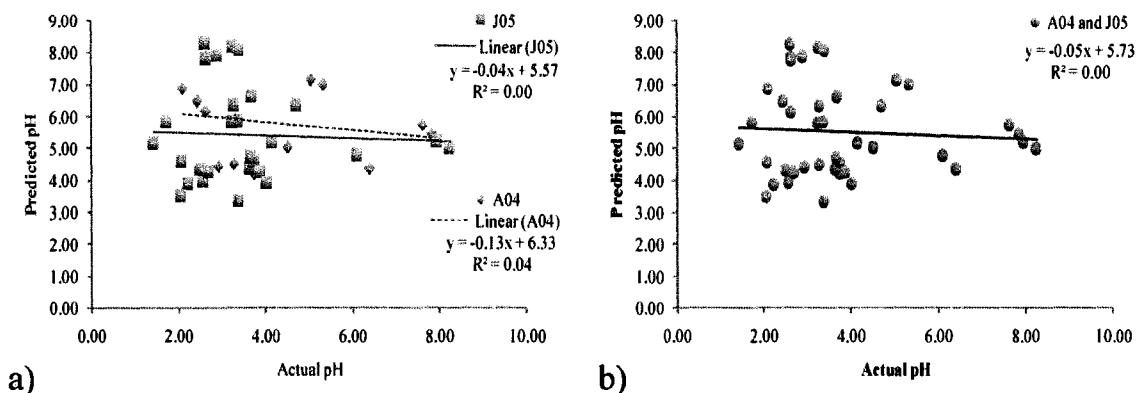 9.00
8.00
7.00
6.00
5.00
4.00
3.00
2.00
1.00
0.00
Predicted pH
J05
Linear (J05)
y = -0.04x + 5.57
R² = 0.00
A04
Linear (A04)
y = -0.13x + 6.33
R² = 0.04
0.00 2.00 4.00 6.00 8.00 10.00
Actual pH
a)
9.00
8.00
7.00
6.00
5.00
4.00
3.00
2.00
1.00
0.00
Predicted pH
A04 and J05
y = -0.05x + 5.73
R² = 0.00
0.00 2.00 4.00 6.00 8.00 10.00
Actual pH
b)